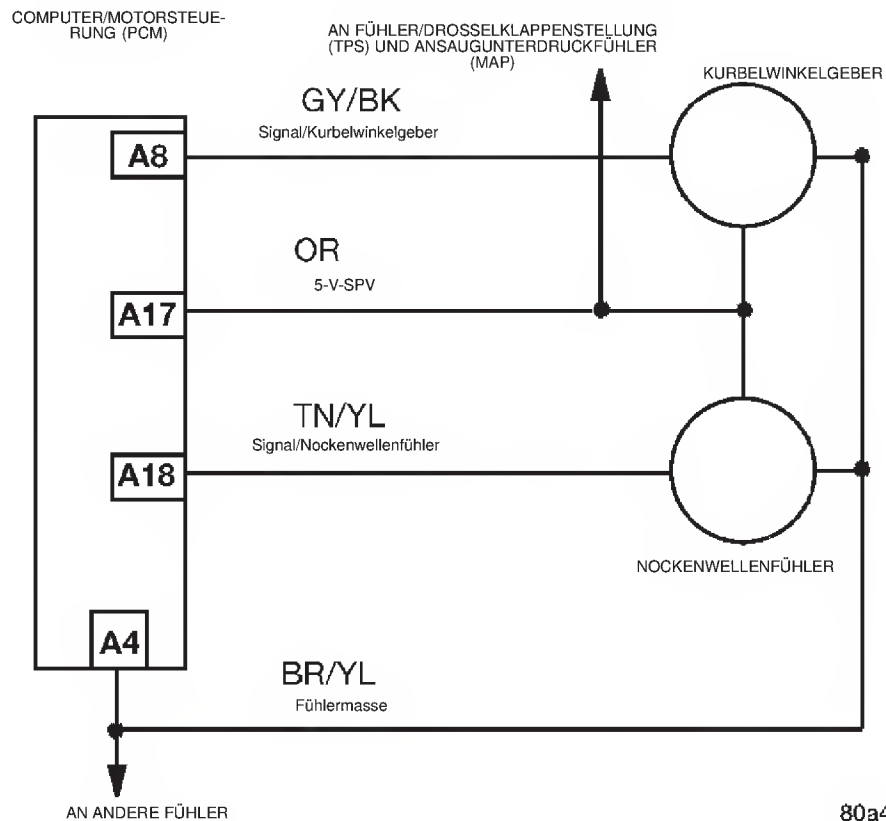 COMPUTER/MOTORSTEUE-
RUNG (PCM)
AN FÜHLER/DROSSELKLAPPENSTELLUNG
(TPS) UND ANSAUGUNTERDRUCKFÜHLER
(MAP)
KURBELWINKELGEBER
GY/BK
Signal/Kurbelwinkelgeber
A8
OR
5-V-SPV
A17
TN/YL
Signal/Nockenwellenfühler
A18
NOCKENWELLENFÜHLER
A4
BR/YL
Fühlermasse
AN ANDERE FÜHLER
80a4